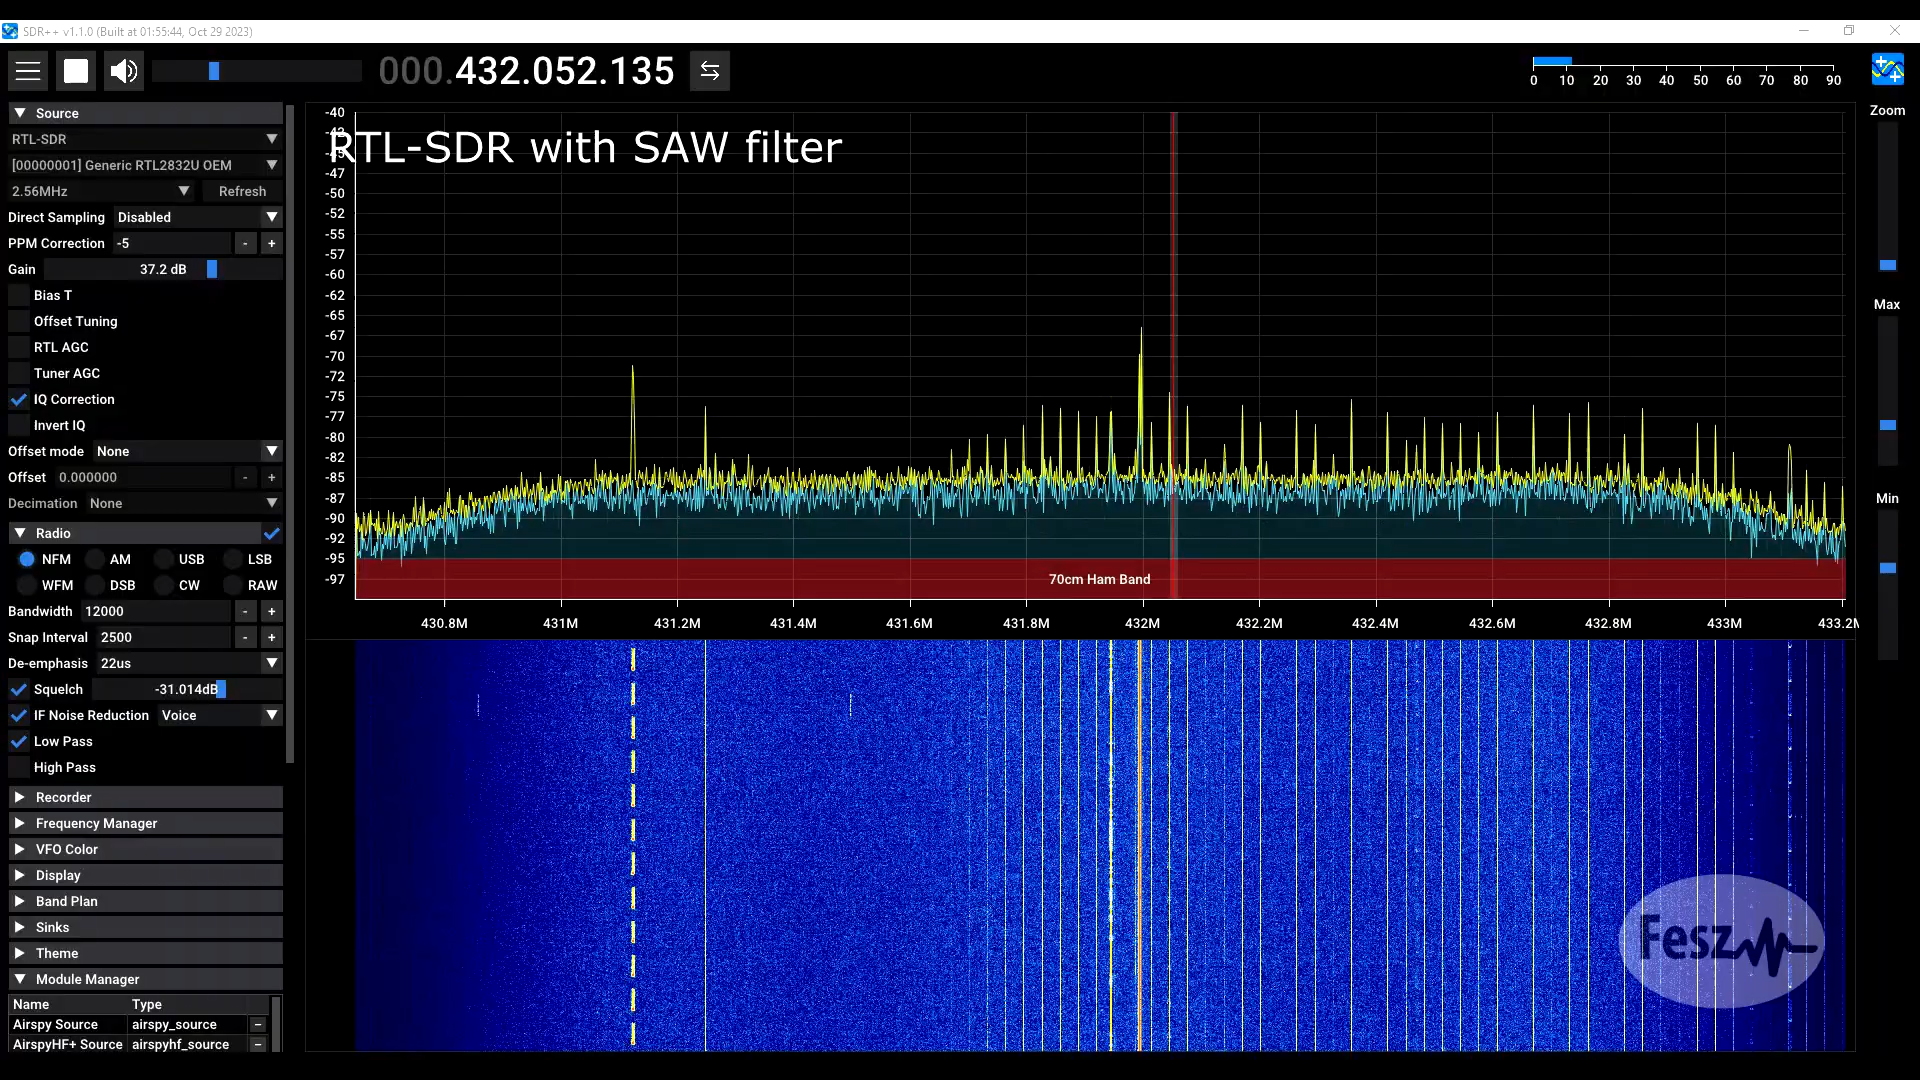 SDR++ v1.1.0 (Built at 01:55:44, Oct 29 2023)
000.432.052.135
0 10 20 30 40 50 60 70 80 90
Source
RTL-SDR
[00000001] Generic RTL2832U OEM
2.56MHz Refresh
Direct Sampling Disabled
PPM Correction -5 - +
Gain 37.2 dB
Bias T
Offset Tuning
RTL AGC
Tuner AGC
IQ Correction
Invert IQ
Offset mode None
Offset 0.000000 - +
Decimation None
Radio
NFM AM USB LSB
WFM DSB CW RAW
Bandwidth 12000 - +
Snap Interval 2500 - +
De-emphasis 22us
Squelch -31.014dB
IF Noise Reduction Voice
Low Pass
High Pass
Recorder
Frequency Manager
VFO Color
Display
Band Plan
Sinks
Theme
Module Manager
Name Type
Airspy Source airspy_source -
AirspyHF+ Source airspyhf_source -
RTL-SDR with SAW filter
-40
-42
-45
-47
-50
-52
-55
-57
-60
-62
-65
-67
-70
-72
-75
-77
-80
-82
-85
-87
-90
-92
-95
-97
70cm Ham Band
430.8M 431M 431.2M 431.4M 431.6M 431.8M 432M 432.2M 432.4M 432.6M 432.8M 433M 433.2M
Zoom
Max
Min
Fesz